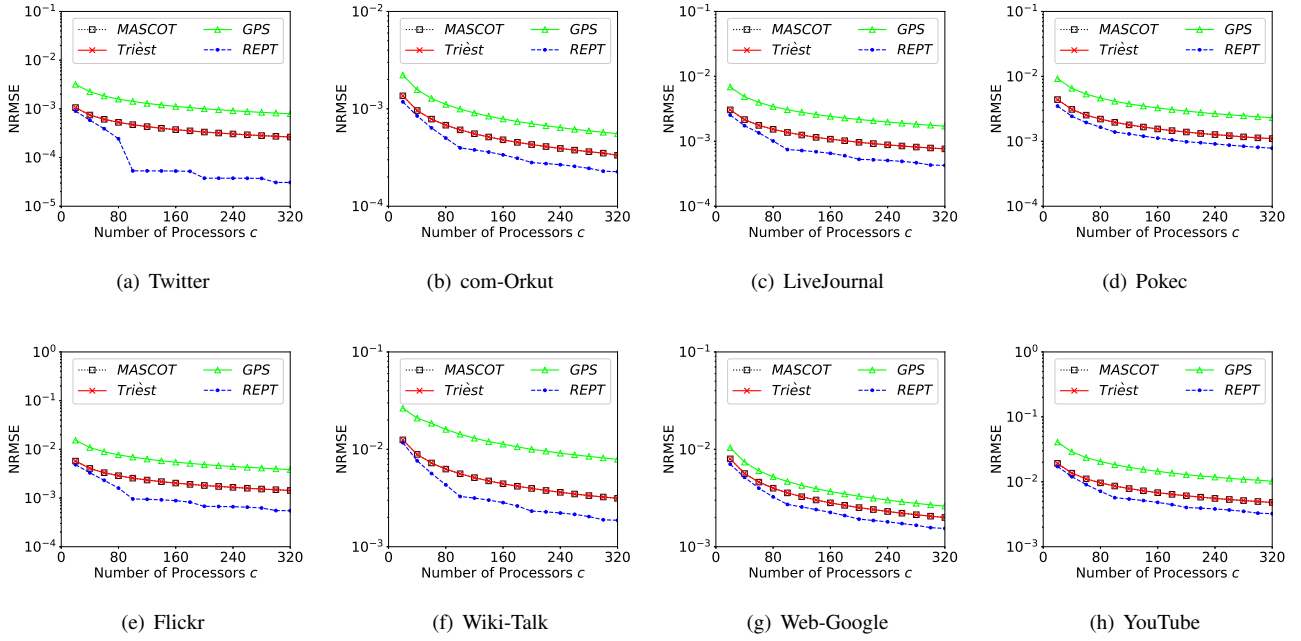 10⁻¹
10⁻²
10⁻³
10⁻⁴
10⁻⁵
NRMSE
MASCOT
Trièst
GPS
REPT
0 80 160 240 320
Number of Processors c
(a) Twitter
10⁻²
10⁻³
10⁻⁴
NRMSE
MASCOT
Trièst
GPS
REPT
0 80 160 240 320
Number of Processors c
(b) com-Orkut
10⁻¹
10⁻²
10⁻³
10⁻⁴
NRMSE
MASCOT
Trièst
GPS
REPT
0 80 160 240 320
Number of Processors c
(c) LiveJournal
10⁻¹
10⁻²
10⁻³
10⁻⁴
NRMSE
MASCOT
Trièst
GPS
REPT
0 80 160 240 320
Number of Processors c
(d) Pokec
10⁰
10⁻¹
10⁻²
10⁻³
10⁻⁴
NRMSE
MASCOT
Trièst
GPS
REPT
0 80 160 240 320
Number of Processors c
(e) Flickr
10⁻¹
10⁻²
10⁻³
NRMSE
MASCOT
Trièst
GPS
REPT
0 80 160 240 320
Number of Processors c
(f) Wiki-Talk
10⁻¹
10⁻²
10⁻³
NRMSE
MASCOT
Trièst
GPS
REPT
0 80 160 240 320
Number of Processors c
(g) Web-Google
10⁰
10⁻¹
10⁻²
10⁻³
NRMSE
MASCOT
Trièst
GPS
REPT
0 80 160 240 320
Number of Processors c
(h) YouTube